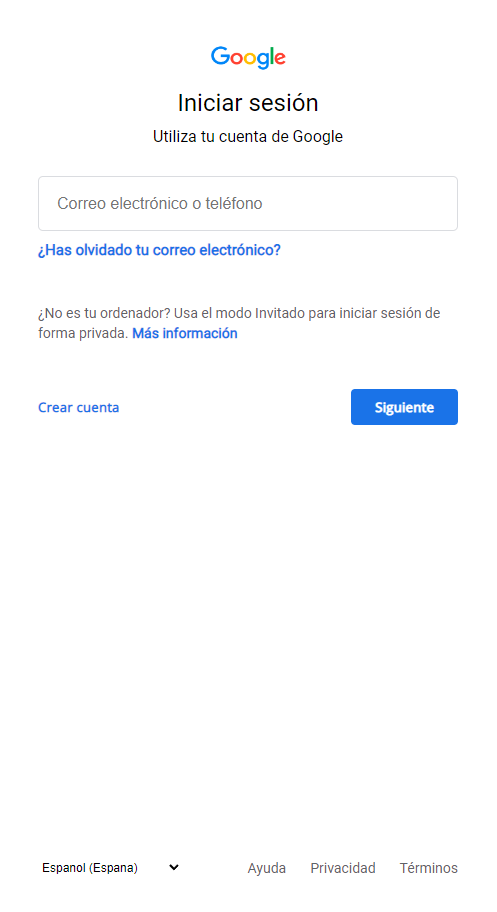 Google
Iniciar sesión
Utiliza tu cuenta de Google
Correo electrónico o teléfono
¿Has olvidado tu correo electrónico?
¿No es tu ordenador? Usa el modo Invitado para iniciar sesión de
forma privada. Más información
Crear cuenta Siguiente
Espanol (Espana) Ayuda Privacidad Términos